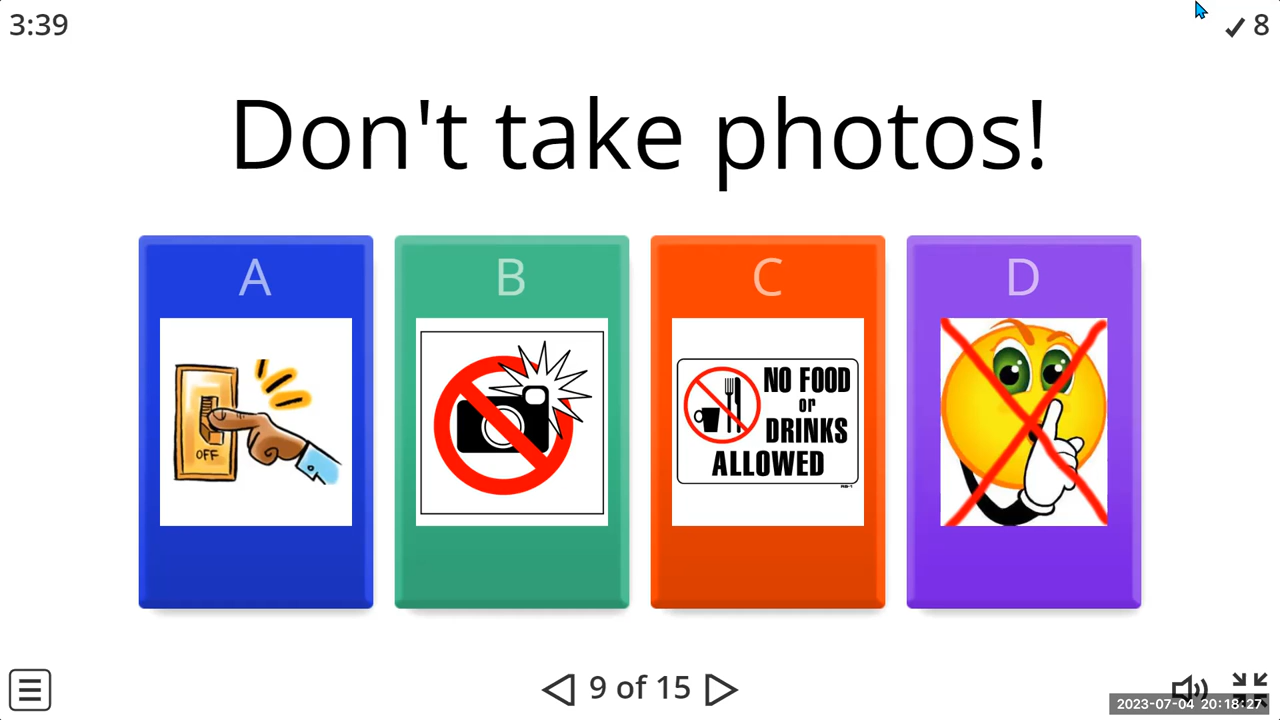 3:39
8
Don't take photos!
A
B
C
D
OFF
NO FOOD
or
DRINKS
ALLOWED
9 of 15
2023-07-04 20:18:27